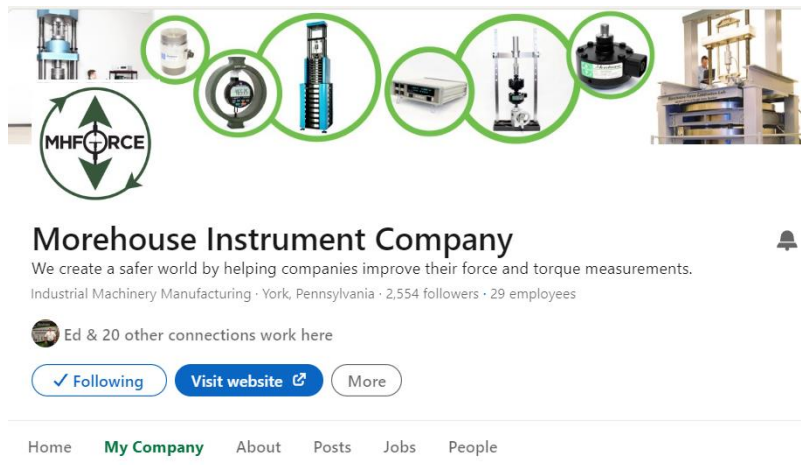 MHFORCE
Morehouse Instrument Company
We create a safer world by helping companies improve their force and torque measurements.
Industrial Machinery Manufacturing · York, Pennsylvania · 2,554 followers · 29 employees
Ed & 20 other connections work here
✓ Following Visit website More
Home My Company About Posts Jobs People